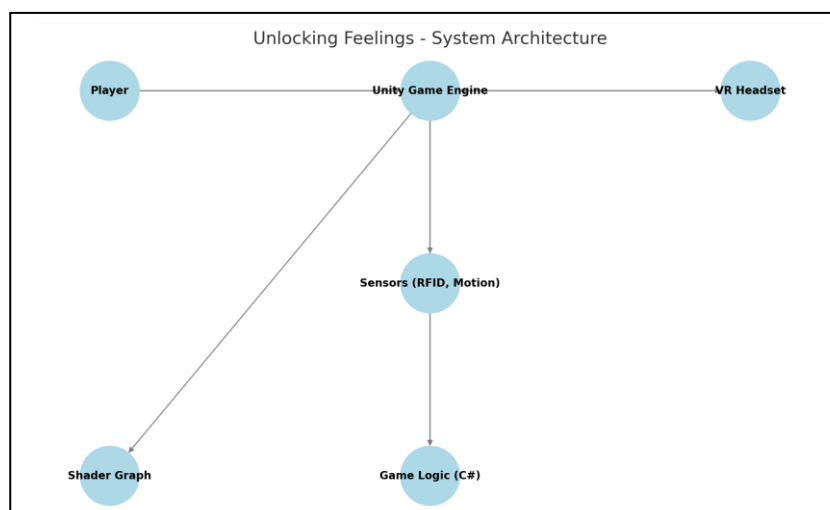 Unlocking Feelings - System Architecture
Player
Unity Game Engine
VR Headset
Sensors (RFID, Motion)
Shader Graph
Game Logic (C#)